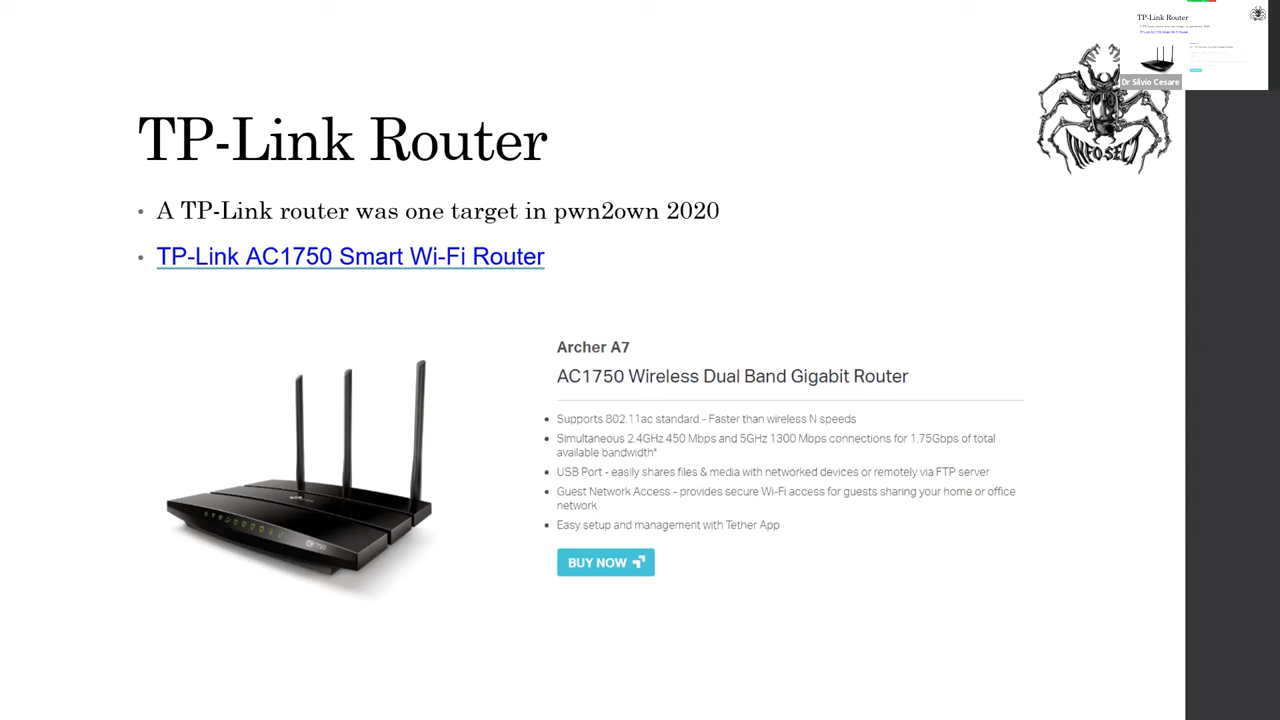 TP-Link Router
• A TP-Link router was one target in pwn2own 2020
• TP-Link AC1750 Smart Wi-Fi Router
INFOSECT
Dr Silvio Cesare
TP-Link Router
Archer A7
AC1750 Wireless Dual Band Gigabit Router
• Supports 802.11ac standard - Faster than wireless N speeds
• Simultaneous 2.4GHz 450 Mbps and 5GHz 1300 Mbps connections for 1.75Gbps of total
available bandwidth*
• USB Port - easily shares files & media with networked devices or remotely via FTP server
• Guest Network Access - provides secure Wi-Fi access for guests sharing your home or office
network
• Easy setup and management with Tether App
BUY NOW